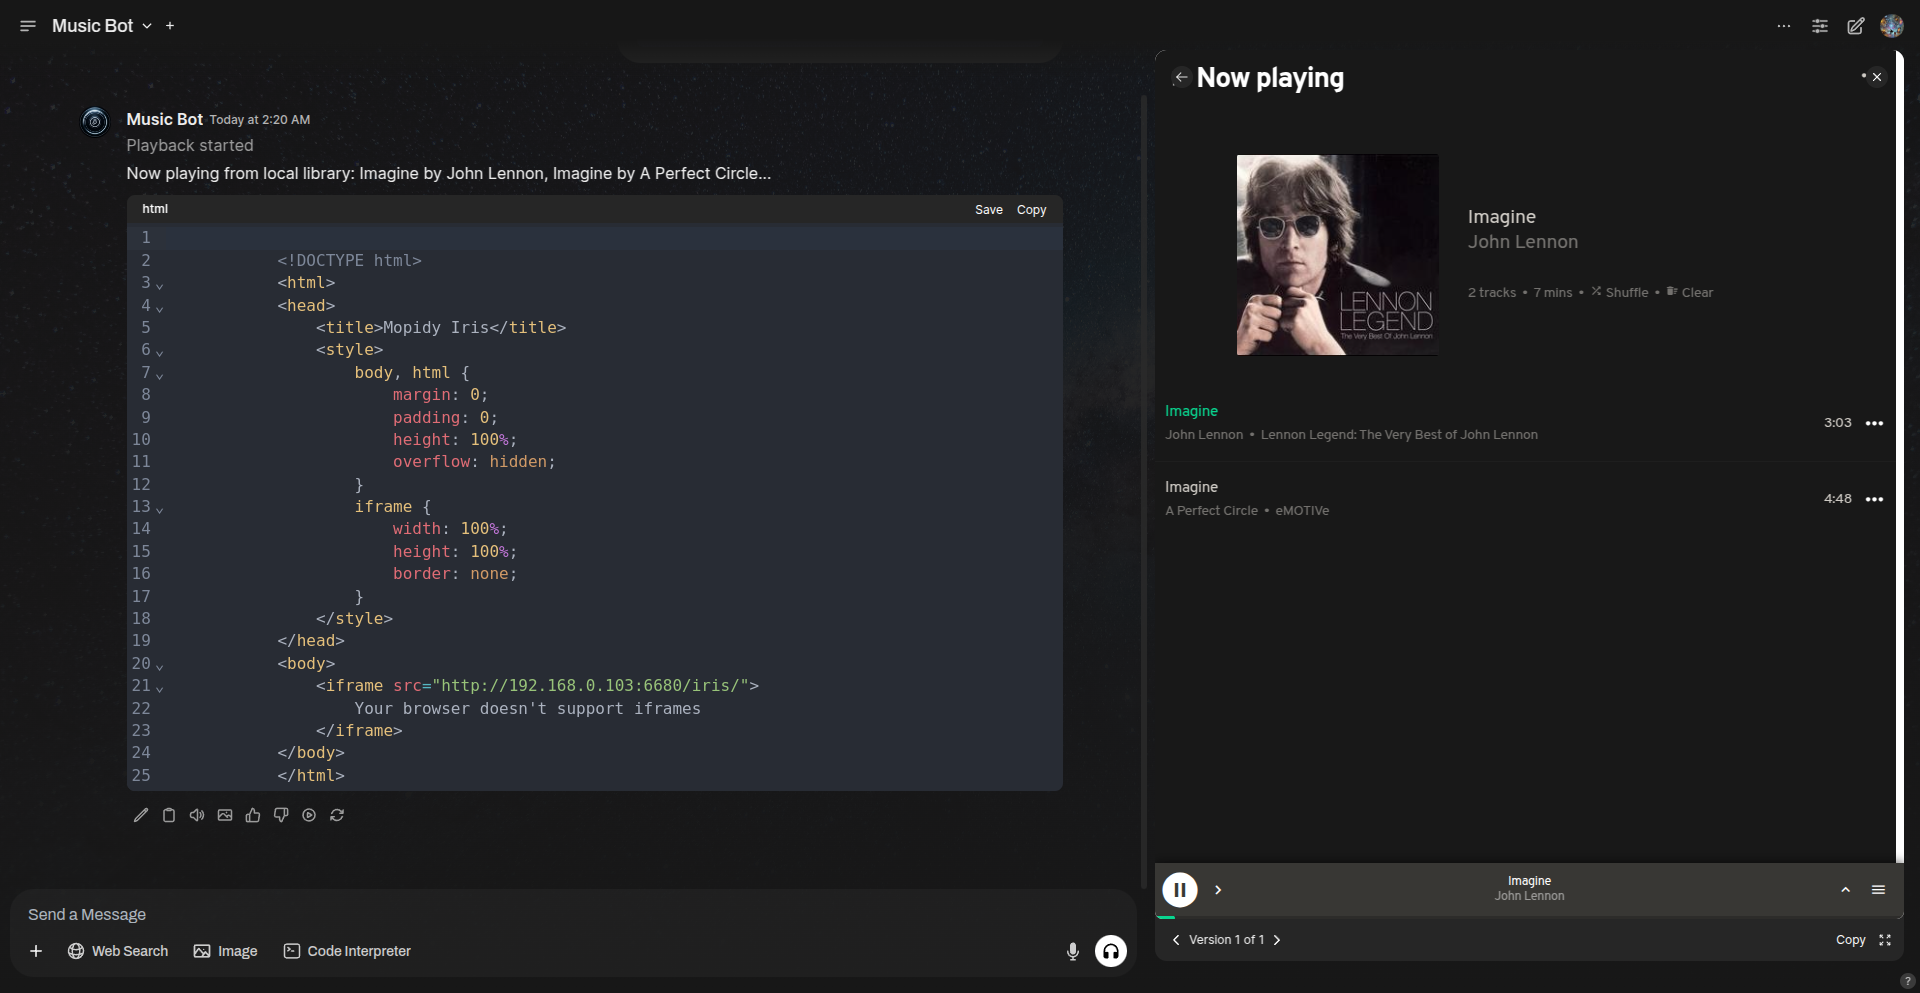 Music Bot
Music Bot Today at 2:20 AM
Playback started
Now playing from local library: Imagine by John Lennon, Imagine by A Perfect Circle...
html Save Copy
1
2 <!DOCTYPE html>
3 <html>
4 <head>
5 <title>Mopidy Iris</title>
6 <style>
7 body, html {
8 margin: 0;
9 padding: 0;
10 height: 100%;
11 overflow: hidden;
12 }
13 iframe {
14 width: 100%;
15 height: 100%;
16 border: none;
17 }
18 </style>
19 </head>
20 <body>
21 <iframe src="http://192.168.0.103:6680/iris/">
22 Your browser doesn't support iframes
23 </iframe>
24 </body>
25 </html>
Send a Message
Web Search Image Code Interpreter
Now playing
LENNON
LEGEND
The Very Best Of John Lennon
Imagine
John Lennon
2 tracks • 7 mins • Shuffle • Clear
Imagine
John Lennon • Lennon Legend: The Very Best of John Lennon
3:03
Imagine
A Perfect Circle • eMOTIVe
4:48
Imagine
John Lennon
Version 1 of 1 Copy
?